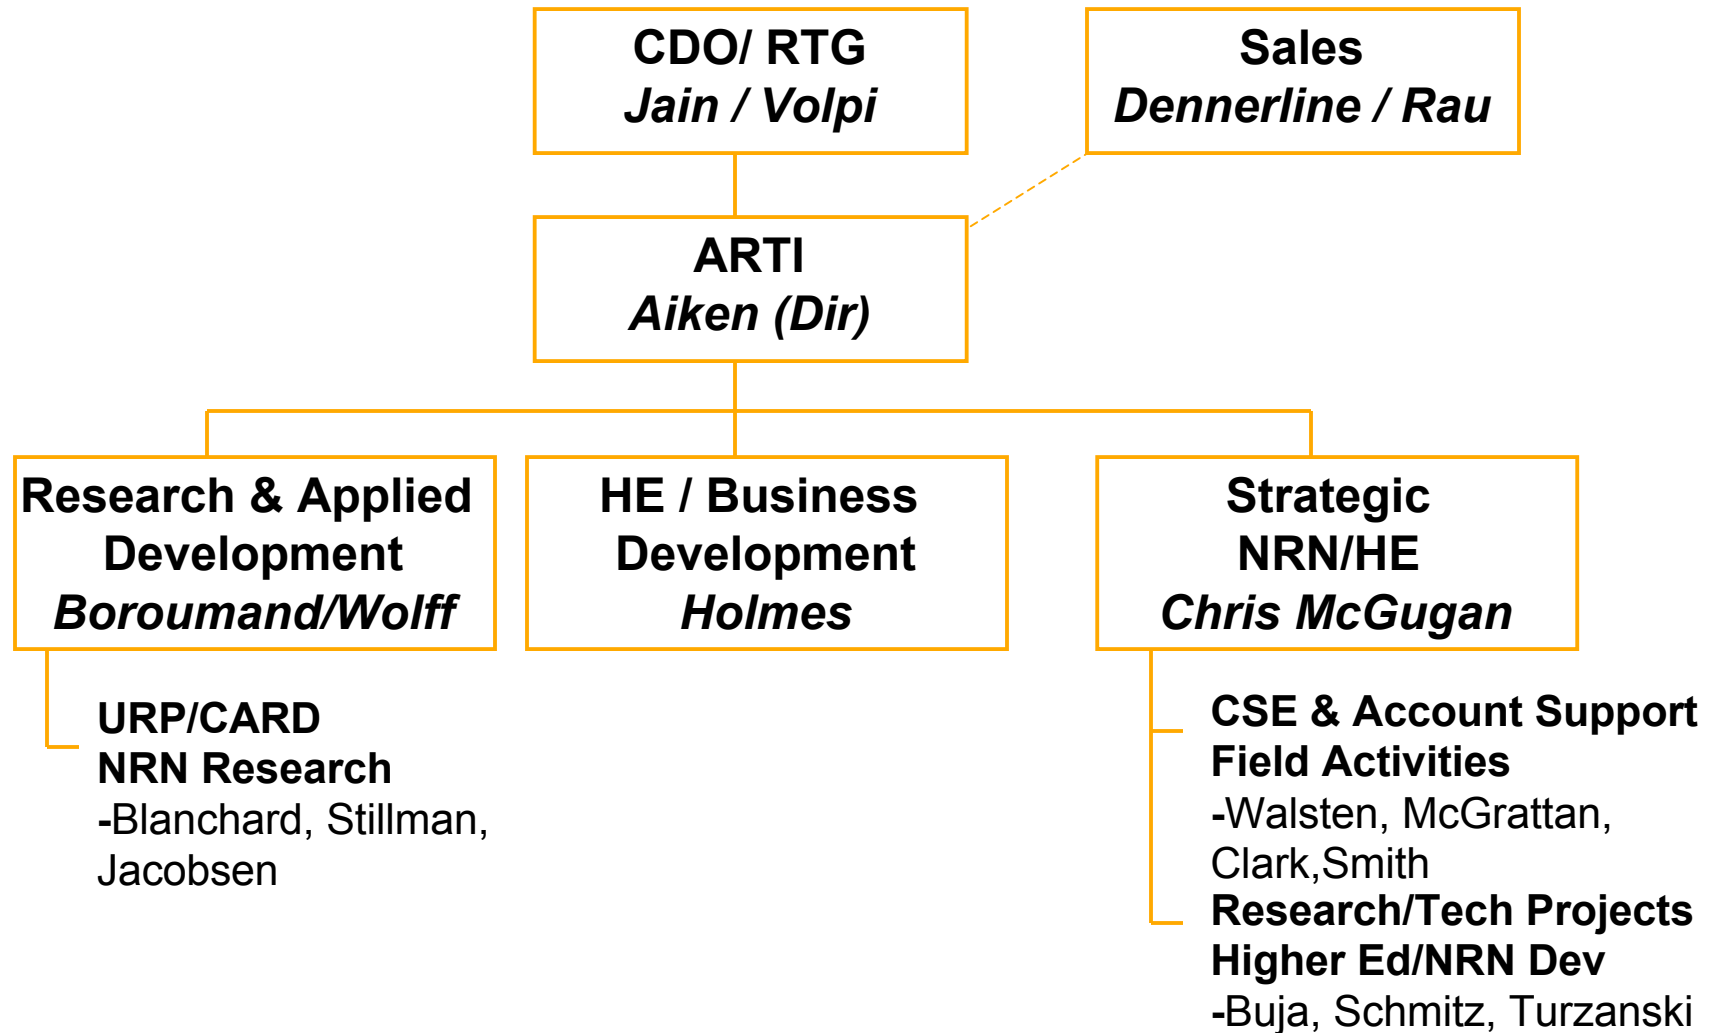 CDO/ RTG
Jain / Volpi
Sales
Dennerline / Rau
ARTI
Aiken (Dir)
Research & Applied
Development
Boroumand/Wolff
HE / Business
Development
Holmes
Strategic
NRN/HE
Chris McGugan
URP/CARD
NRN Research
-Blanchard, Stillman,
Jacobsen
CSE & Account Support
Field Activities
-Walsten, McGrattan,
Clark,Smith
Research/Tech Projects
Higher Ed/NRN Dev
-Buja, Schmitz, Turzanski